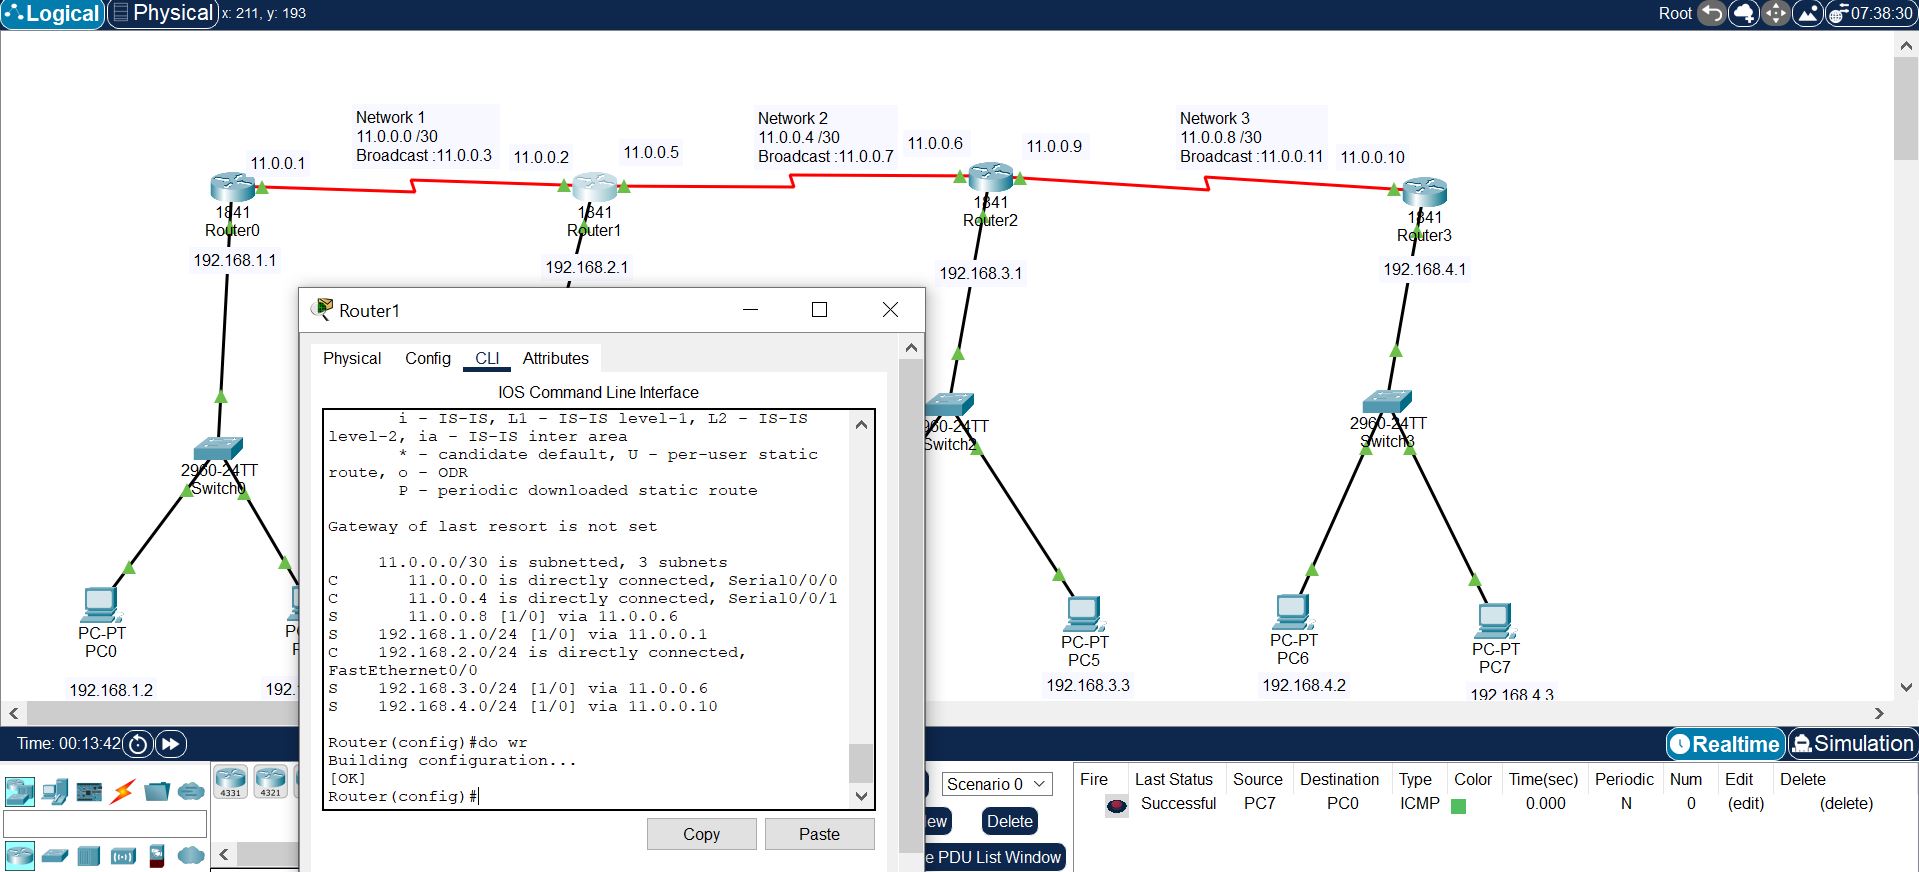 Logical
Physical
x: 211, y: 193
Root
07:38:30
Network 1
11.0.0.0 /30
Broadcast :11.0.0.3
Network 2
11.0.0.4 /30
Broadcast :11.0.0.7
Network 3
11.0.0.8 /30
Broadcast :11.0.0.11
11.0.0.1
11.0.0.2
11.0.0.5
11.0.0.6
11.0.0.9
11.0.0.10
1841
Router0
1841
Router1
1841
Router2
1841
Router3
192.168.1.1
192.168.2.1
192.168.3.1
192.168.4.1
Router1
Physical
Config
CLI
Attributes
IOS Command Line Interface
i - IS-IS, L1 - IS-IS level-1, L2 - IS-IS
level-2, ia - IS-IS inter area
* - candidate default, U - per-user static
route, o - ODR
P - periodic downloaded static route
Gateway of last resort is not set
11.0.0.0/30 is subnetted, 3 subnets
C 11.0.0.0 is directly connected, Serial0/0/0
C 11.0.0.4 is directly connected, Serial0/0/1
S 11.0.0.8 [1/0] via 11.0.0.6
S 192.168.1.0/24 [1/0] via 11.0.0.1
C 192.168.2.0/24 is directly connected,
FastEthernet0/0
S 192.168.3.0/24 [1/0] via 11.0.0.6
S 192.168.4.0/24 [1/0] via 11.0.0.10
Router(config)#do wr
Building configuration...
[OK]
Router(config)#
Copy
Paste
2960-24TT
Switch0
960-24TT
Switch2
2960-24TT
Switch3
PC-PT
PC0
192.168.1.2
192.
PC-PT
PC5
192.168.3.3
PC-PT
PC6
192.168.4.2
PC-PT
PC7
192.168.4.3
Time: 00:13:42
Realtime
Simulation
4331
4321
Scenario 0
ew
Delete
e PDU List Window
Fire Last Status Source Destination Type Color Time(sec) Periodic Num Edit Delete
Successful PC7 PC0 ICMP 0.000 N 0 (edit) (delete)